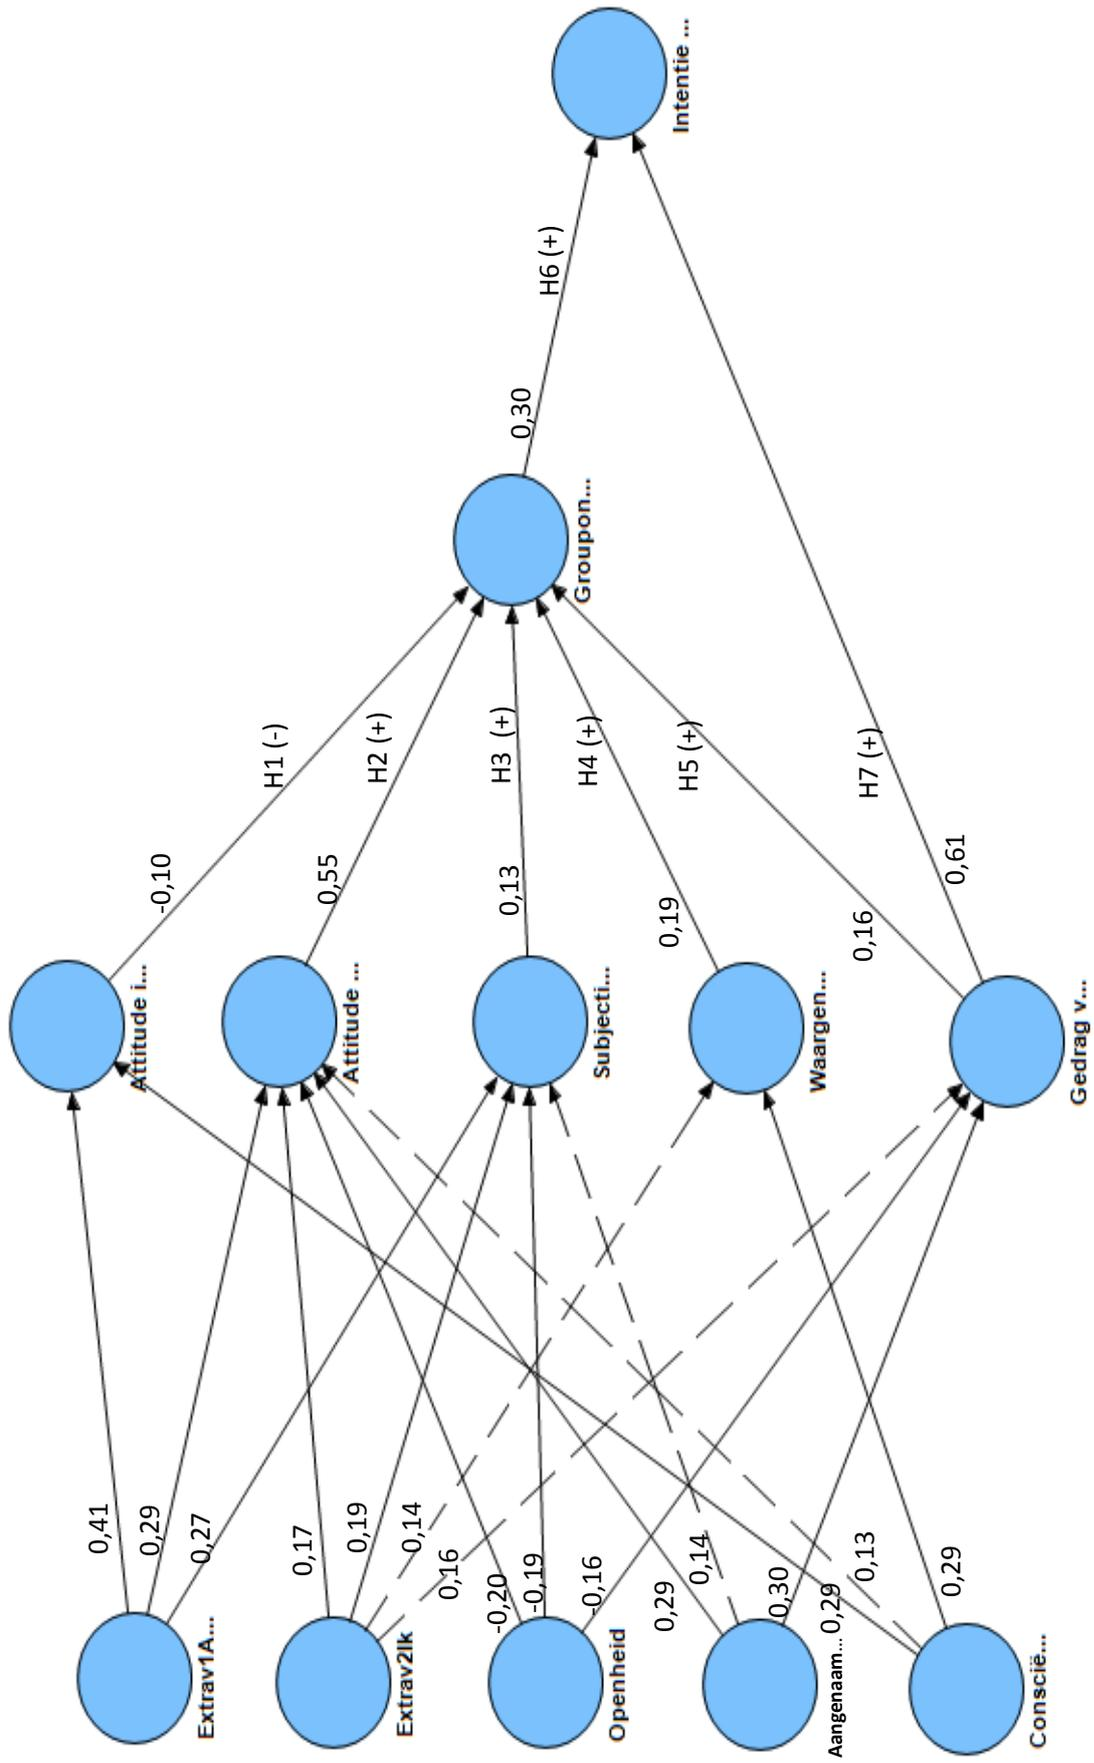 Extrav1A...
Extrav2Ik
Openheid
Aangenaam...
Conscië...
0,41
0,29
0,27
0,17
0,19
0,14
0,16
-0,20
-0,19
-0,16
0,29
0,14
0,30
0,29
0,13
0,29
Attitude i...
Attitude ...
Subjecti...
Waargen...
Gedrag v...
-0,10
0,55
0,13
0,19
0,16
0,61
H1 (-)
H2 (+)
H3 (+)
H4 (+)
H5 (+)
H7 (+)
Groupon...
0,30
H6 (+)
Intentie ...